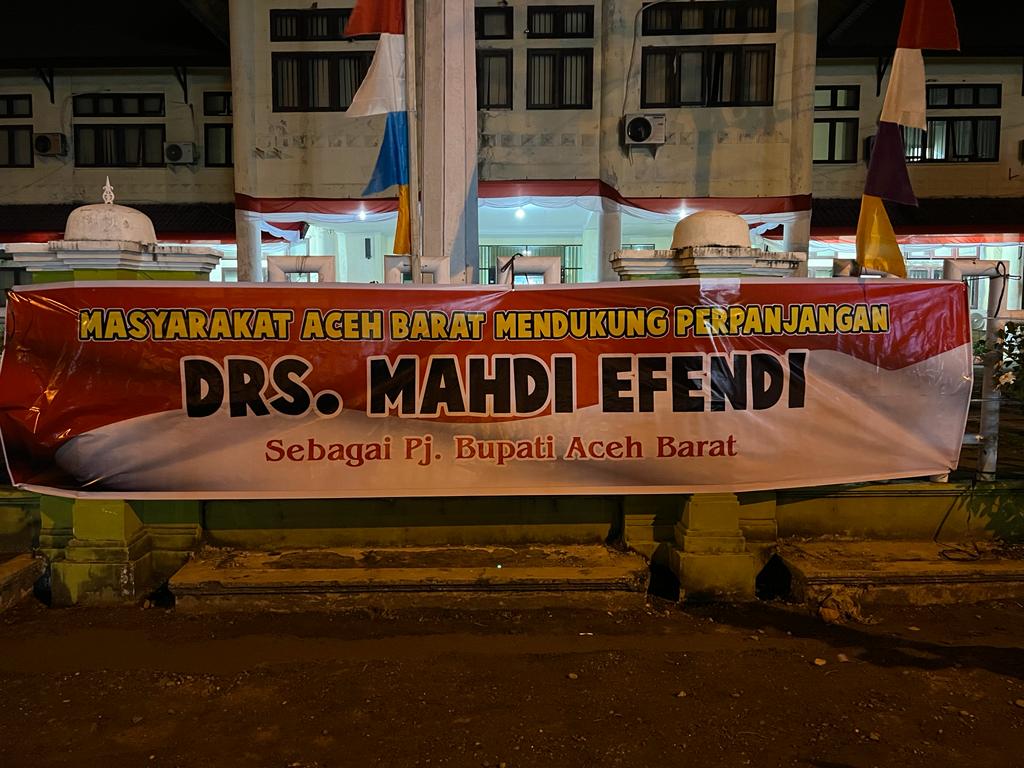 MASYARAKAT ACEH BARAT MENDUKUNG PERPANJANGAN
DRS. MAHDI EFENDI
Sebagai Pj. Bupati Aceh Barat